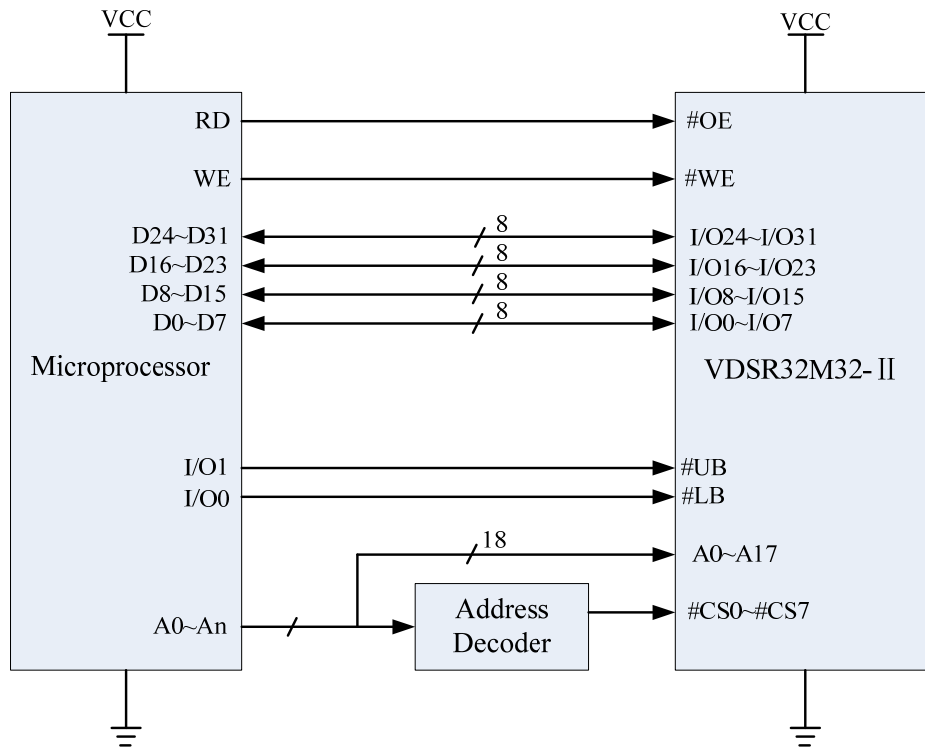 VCC
VCC
RD
#OE
WE
#WE
D24~D31
8
I/O24~I/O31
D16~D23
8
I/O16~I/O23
D8~D15
8
I/O8~I/O15
D0~D7
8
I/O0~I/O7
Microprocessor
VDSR32M32-II
I/O1
#UB
I/O0
#LB
18
A0~A17
A0~An
Address
Decoder
#CS0~#CS7